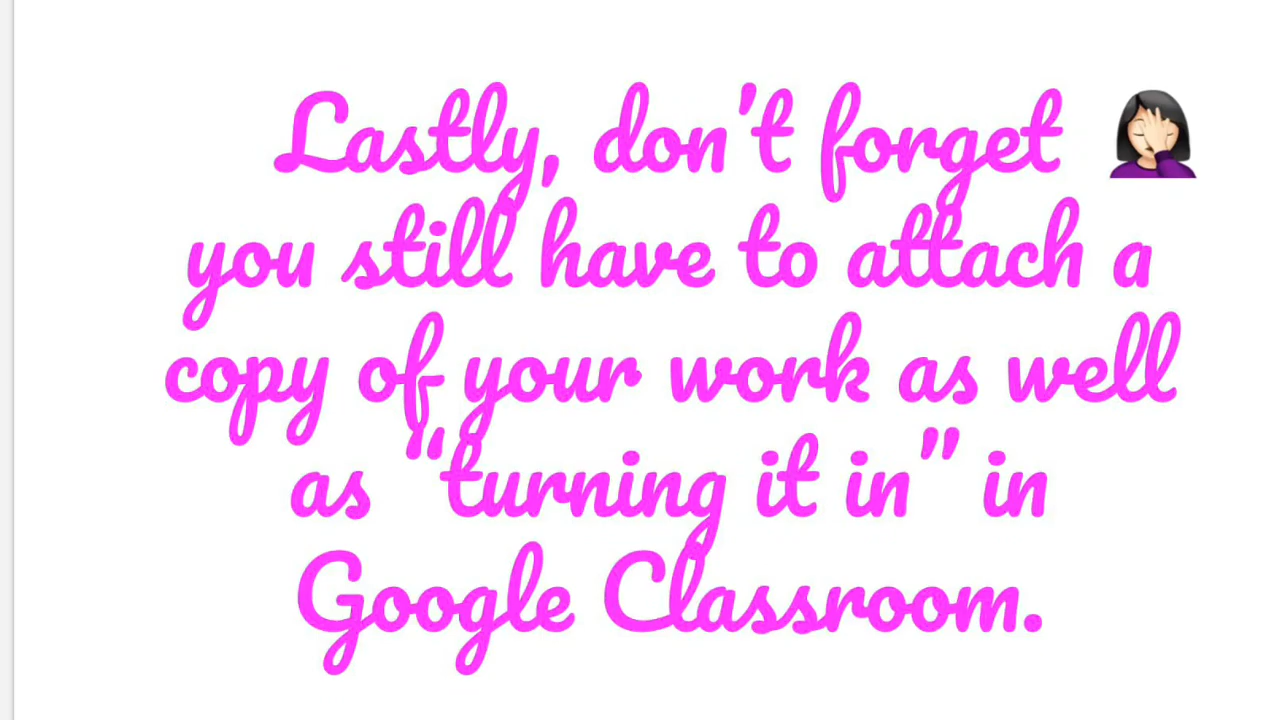 Lastly, don't forget 🤦🏻‍♀️
you still have to attach a
copy of your work as well
as “turning it in” in
Google Classroom.